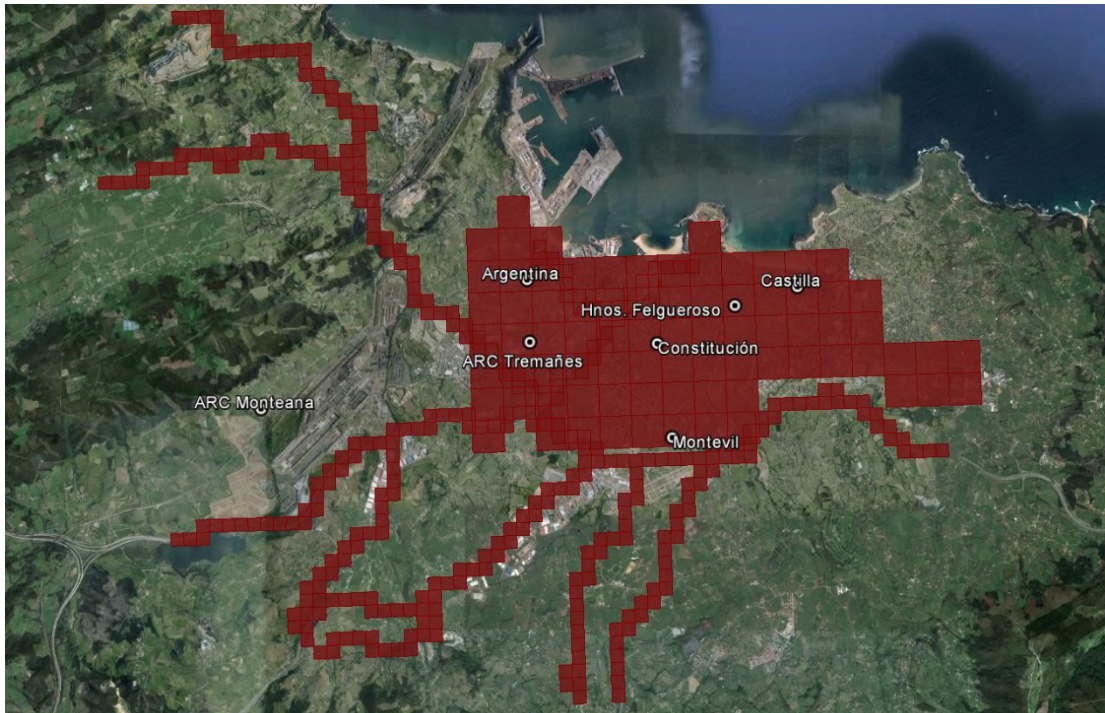 Argentina
Castilla
Hnos. Felgueroso
Constitución
ARC Tremañes
ARC Monteana
Montevil